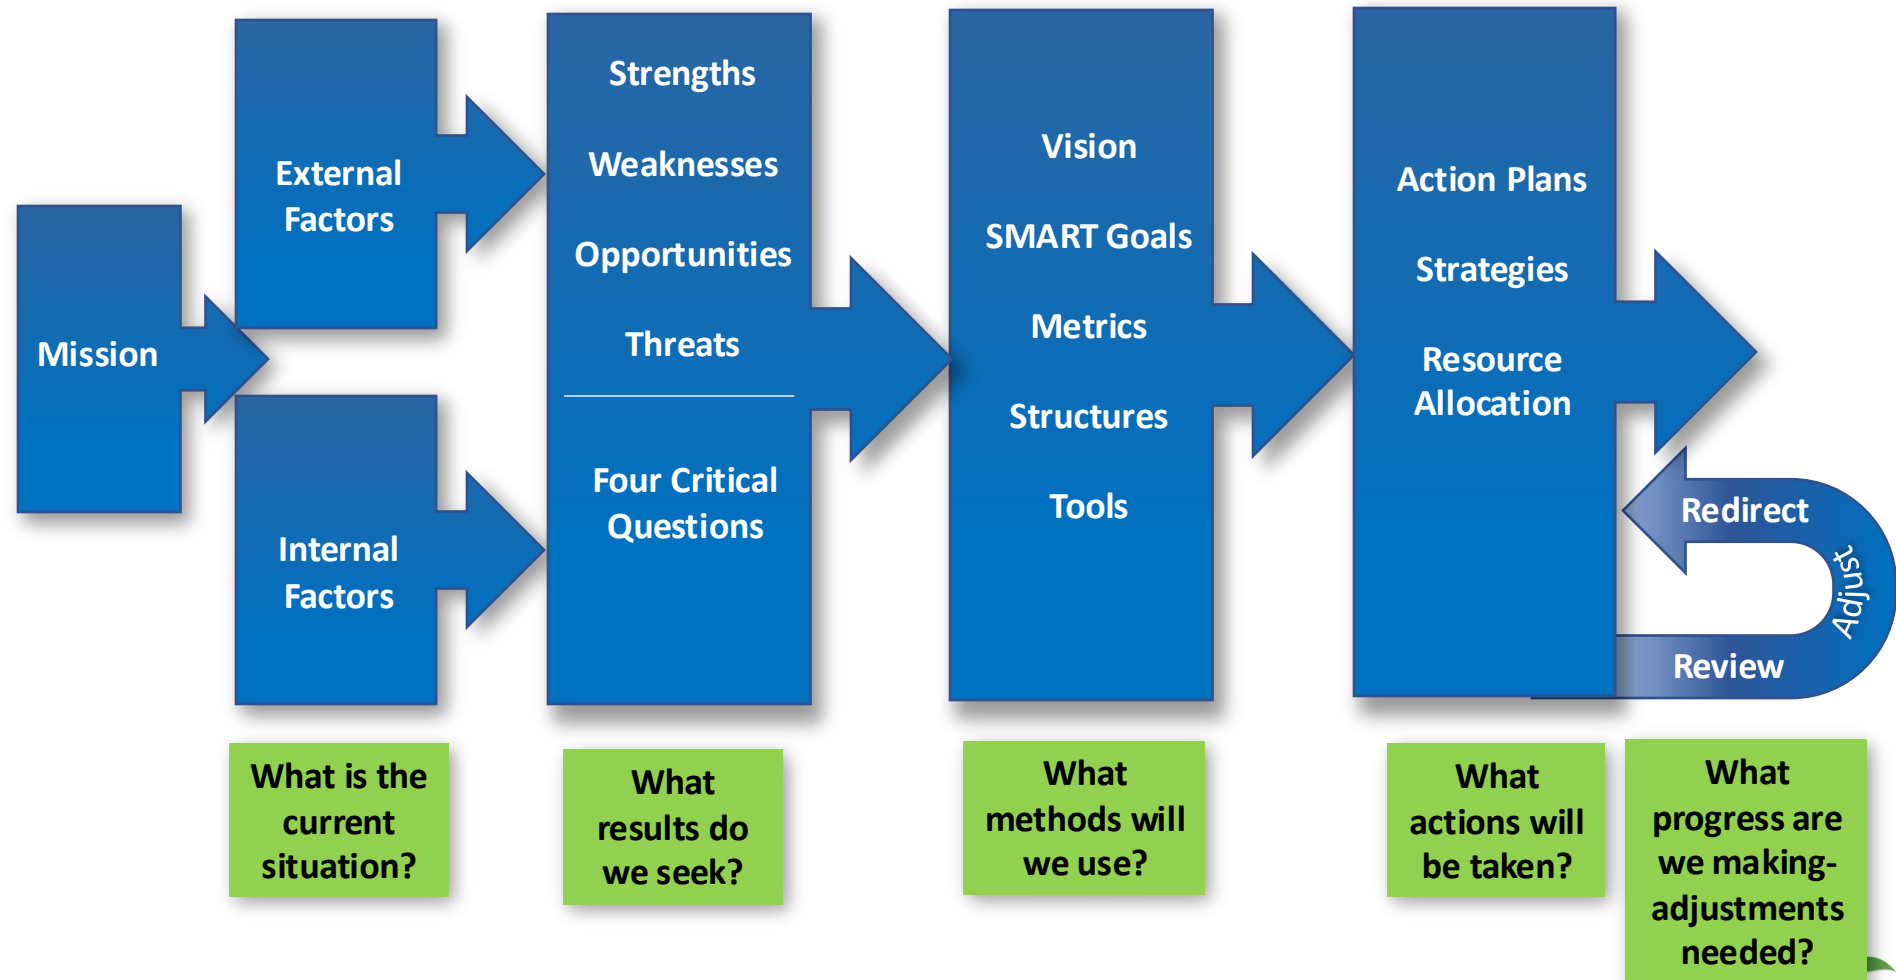 Mission
External
Factors
Internal
Factors
Strengths
Weaknesses
Opportunities
Threats
Four Critical
Questions
Vision
SMART Goals
Metrics
Structures
Tools
Action Plans
Strategies
Resource
Allocation
Redirect
Adjust
Review
What is the
current
situation?
What
results do
we seek?
What
methods will
we use?
What
actions will
be taken?
What
progress are
we making-
adjustments
needed?